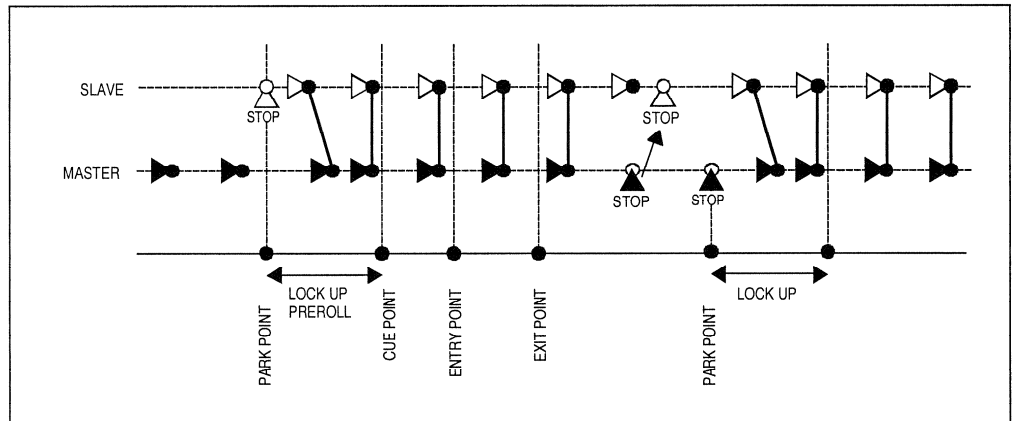 SLAVE
STOP
STOP
MASTER
STOP
STOP
LOCK UP
PREROLL
LOCK UP
PARK POINT
CUE POINT
ENTRY POINT
EXIT POINT
PARK POINT